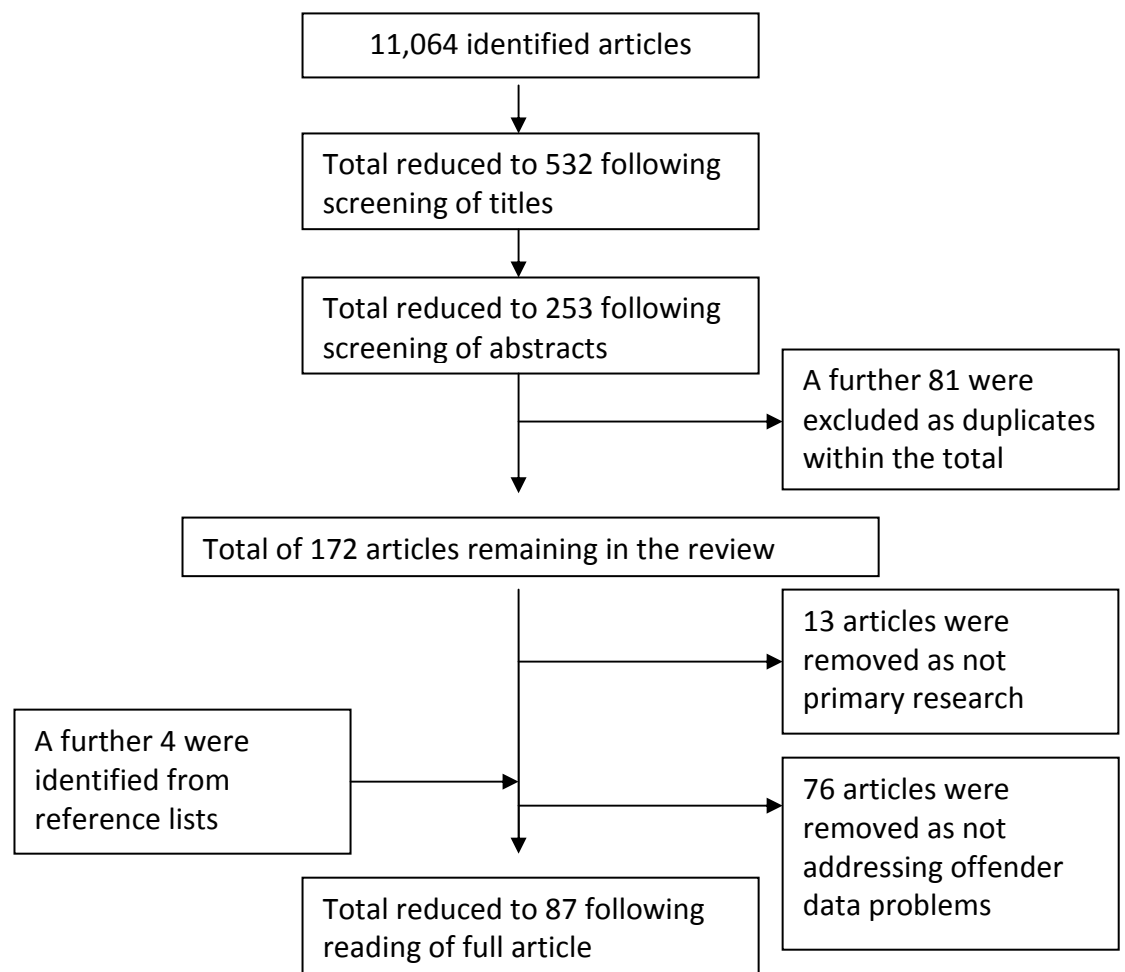 11,064 identified articles
Total reduced to 532 following
screening of titles
Total reduced to 253 following
screening of abstracts
A further 81 were
excluded as duplicates
within the total
Total of 172 articles remaining in the review
13 articles were
removed as not
primary research
A further 4 were
identified from
reference lists
76 articles were
removed as not
addressing offender
data problems
Total reduced to 87 following
reading of full article